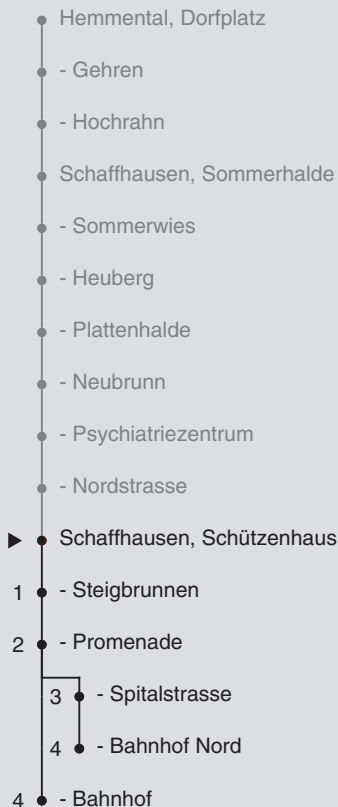 Hemmental, Dorfplatz
- Gehren
- Hochrahn
Schaffhausen, Sommerhalde
- Sommerwies
- Heuberg
- Plattenhalde
- Neubrunn
- Psychiatriezentrum
- Nordstrasse
Schaffhausen, Schützenhaus
1 - Steigbrunnen
2 - Promenade
3 - Spitalstrasse
4 - Bahnhof Nord
4 - Bahnhof